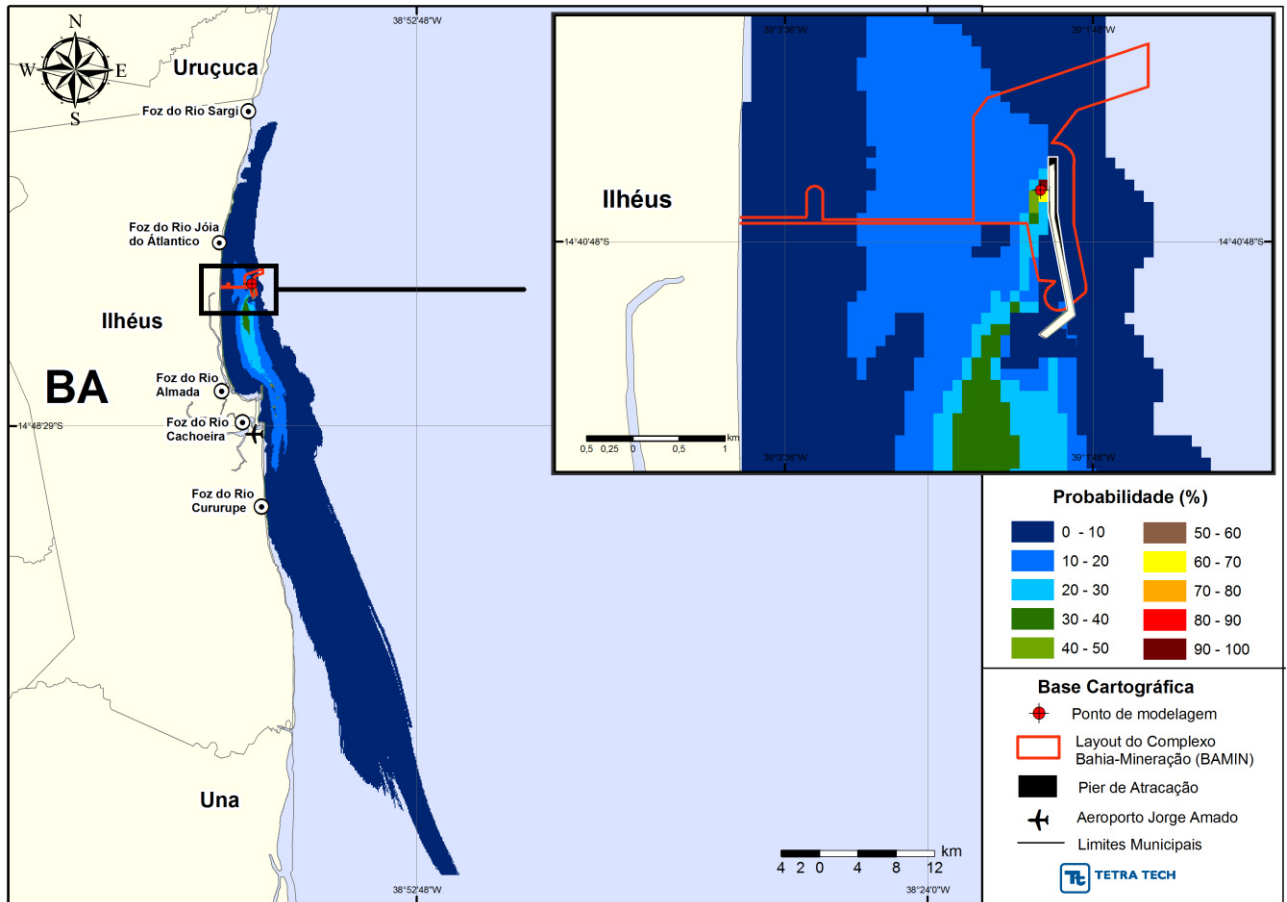 N
W
E
S
38°52'48"W
Uruçuca
Foz do Rio Sargi
Foz do Rio Jóia
do Átlantico
Ilhéus
BA
Foz do Rio
Almada
14°48'29"S
Foz do Rio
Cachoeira
Foz do Rio
Cururupe
Una
4 2 0 4 8 12
km
38°52'48"W
38°24'0"W
39°3'36"W
39°1'48"W
Ilhéus
14°40'48"S
14°40'48"S
0,5 0,25 0 0,5 1
km
39°3'36"W
39°1'48"W
Probabilidade (%)
0 - 10
10 - 20
20 - 30
30 - 40
40 - 50
50 - 60
60 - 70
70 - 80
80 - 90
90 - 100
Base Cartográfica
Ponto de modelagem
Layout do Complexo
Bahia-Mineração (BAMIN)
Pier de Atracação
Aeroporto Jorge Amado
Limites Municipais
Tt TETRA TECH